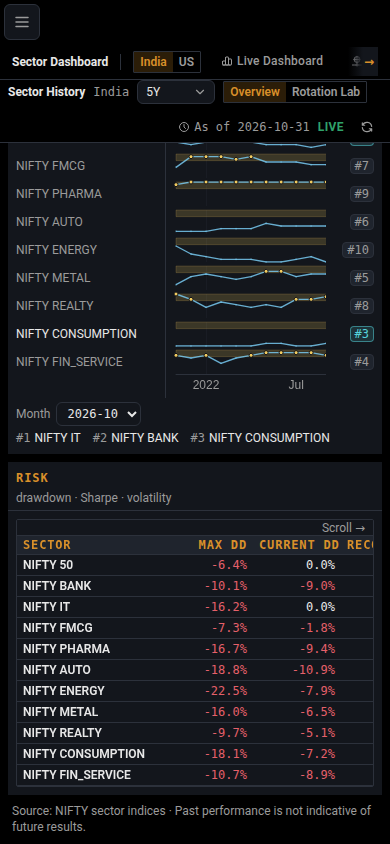 Sector Dashboard India US Live Dashboard →
Sector History India 5Y Overview Rotation Lab
As of 2026-10-31 LIVE
NIFTY FMCG #7
NIFTY PHARMA #9
NIFTY AUTO #6
NIFTY ENERGY #10
NIFTY METAL #5
NIFTY REALTY #8
NIFTY CONSUMPTION #3
NIFTY FIN_SERVICE #4
2022 Jul
Month 2026-10
#1 NIFTY IT #2 NIFTY BANK #3 NIFTY CONSUMPTION
RISK
drawdown · Sharpe · volatility
Scroll →
SECTOR MAX DD CURRENT DD RECO
NIFTY 50 -6.4% 0.0%
NIFTY BANK -10.1% -9.0%
NIFTY IT -16.2% 0.0%
NIFTY FMCG -7.3% -1.8%
NIFTY PHARMA -16.7% -9.4%
NIFTY AUTO -18.8% -10.9%
NIFTY ENERGY -22.5% -7.9%
NIFTY METAL -16.0% -6.5%
NIFTY REALTY -9.7% -5.1%
NIFTY CONSUMPTION -18.1% -7.2%
NIFTY FIN_SERVICE -10.7% -8.9%
Source: NIFTY sector indices · Past performance is not indicative of
future results.